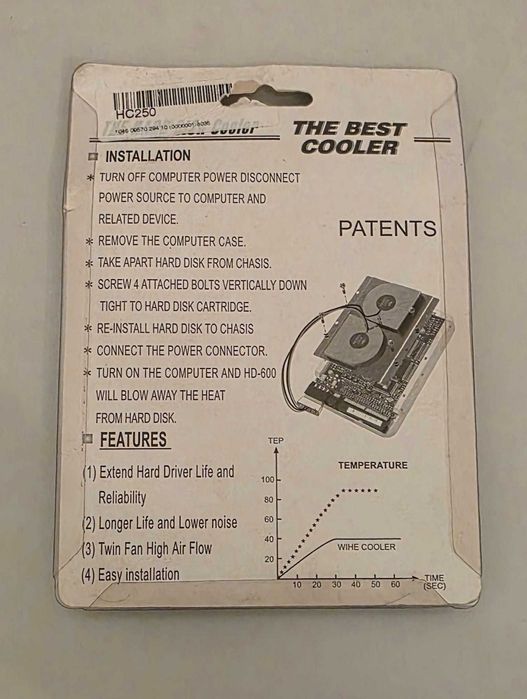 HC250
Cooler
THE BEST
COOLER
INSTALLATION
* TURN OFF COMPUTER POWER DISCONNECT
POWER SOURCE TO COMPUTER AND
RELATED DEVICE.
* REMOVE THE COMPUTER CASE.
* TAKE APART HARD DISK FROM CHASIS.
* SCREW 4 ATTACHED BOLTS VERTICALLY DOWN
TIGHT TO HARD DISK CARTRIDGE.
* RE-INSTALL HARD DISK TO CHASIS
* CONNECT THE POWER CONNECTOR.
* TURN ON THE COMPUTER AND HD-600
WILL BLOW AWAY THE HEAT
FROM HARD DISK.
PATENTS
FEATURES
(1) Extend Hard Driver Life and
Reliability
(2) Longer Life and Lower noise
(3) Twin Fan High Air Flow
(4) Easy installation
TEP
TEMPERATURE
100
80
60
40
20
WIHE COOLER
10 20 30 40 50 60
TIME
(SEC)